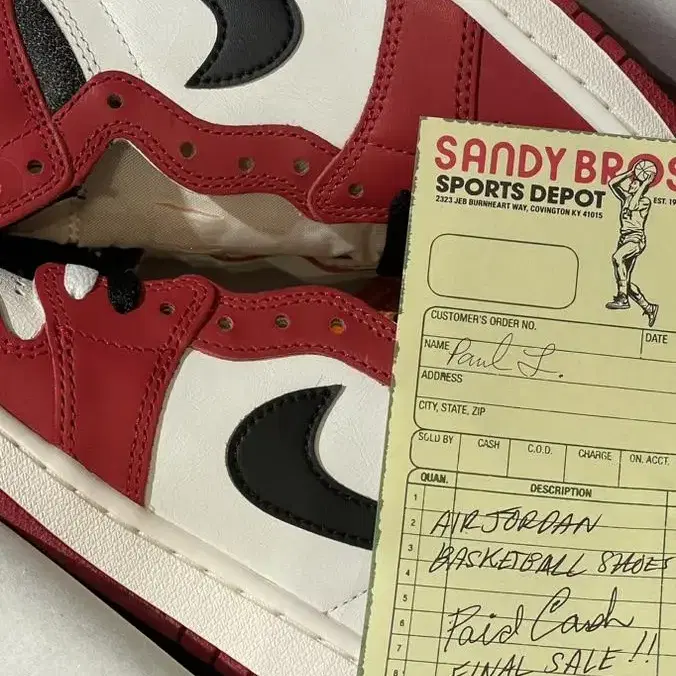 SANDY BROS
SPORTS DEPOT
EST. 19
2323 JEB BURNHEART WAY, COVINGTON KY 41015
CUSTOMER'S ORDER NO.
DATE
NAME Paul L.
ADDRESS
CITY, STATE, ZIP
SOLD BY CASH C.O.D. CHARGE ON. ACCT.
QUAN. DESCRIPTION
1
2 AIR JORDAN
3 BASKETBALL SHOES
4
5
6 Paid Cash
7 FINAL SALE !!
8